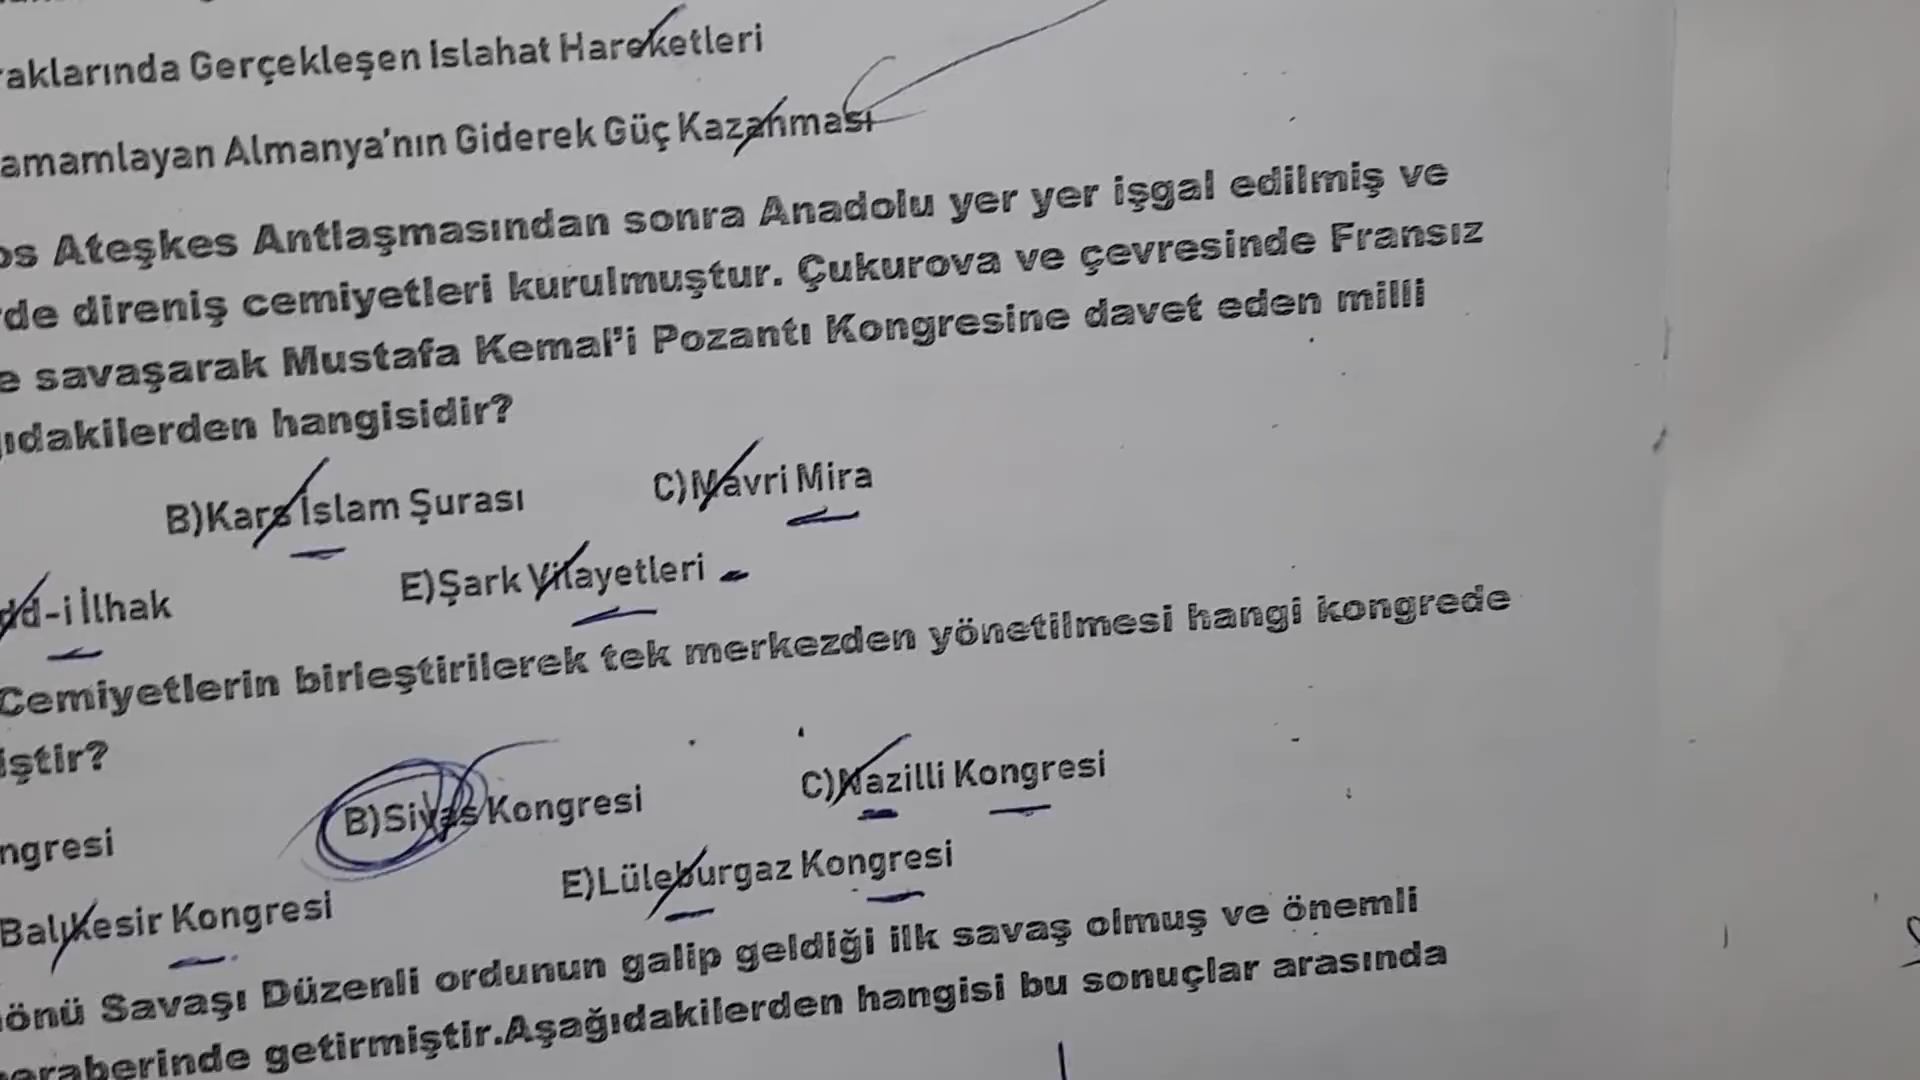 raklarında Gerçekleşen Islahat Hareketleri
amamlayan Almanya'nın Giderek Güç Kazanması
os Ateşkes Antlaşmasından sonra Anadolu yer yer işgal edilmiş ve
rde direniş cemiyetleri kurulmuştur. Çukurova ve çevresinde Fransız
e savaşarak Mustafa Kemal'i Pozantı Kongresine davet eden milli
ıdakilerden hangisidir?
B)Kars İslam Şurası C)Mavri Mira
dd-i İlhak E)Şark Vilayetleri
Cemiyetlerin birleştirilerek tek merkezden yönetilmesi hangi kongrede
iştir?
ngresi B)Sivas Kongresi C)Nazilli Kongresi
Balıkesir Kongresi E)Lüleburgaz Kongresi
önü Savaşı Düzenli ordunun galip geldiği ilk savaş olmuş ve önemli
beraberinde getirmiştir.Aşağıdakilerden hangisi bu sonuçlar arasında